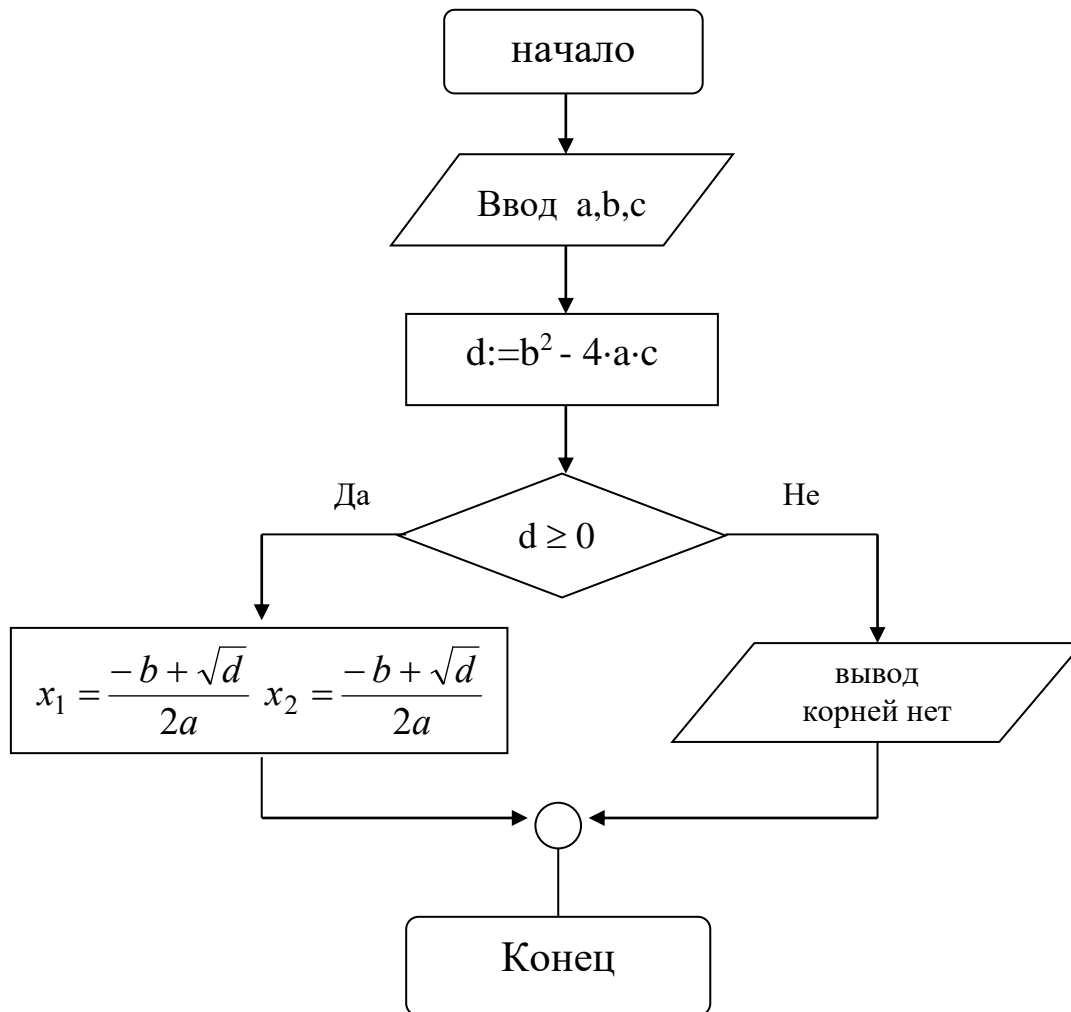 начало
Ввод a,b,c
d:=b² - 4·a·c
Да
Не
d ≥ 0
x₁ = (-b + √d)/2a x₂ = (-b + √d)/2a
вывод
корней нет
Конец